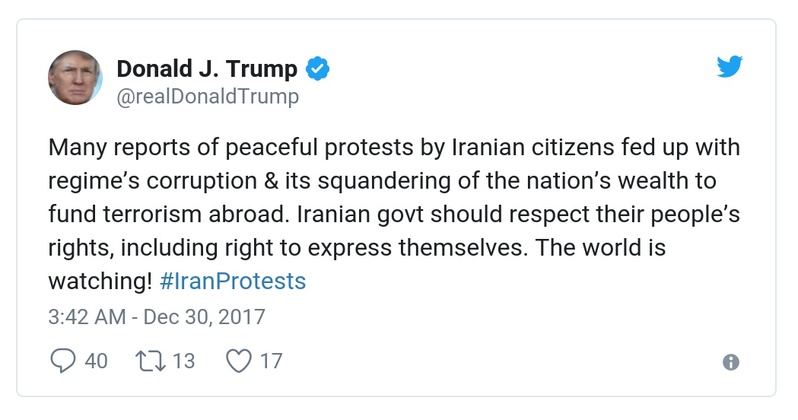 Donald J. Trump
@realDonaldTrump
Many reports of peaceful protests by Iranian citizens fed up with
regime’s corruption & its squandering of the nation’s wealth to
fund terrorism abroad. Iranian govt should respect their people’s
rights, including right to express themselves. The world is
watching! #IranProtests
3:42 AM - Dec 30, 2017
40 13 17